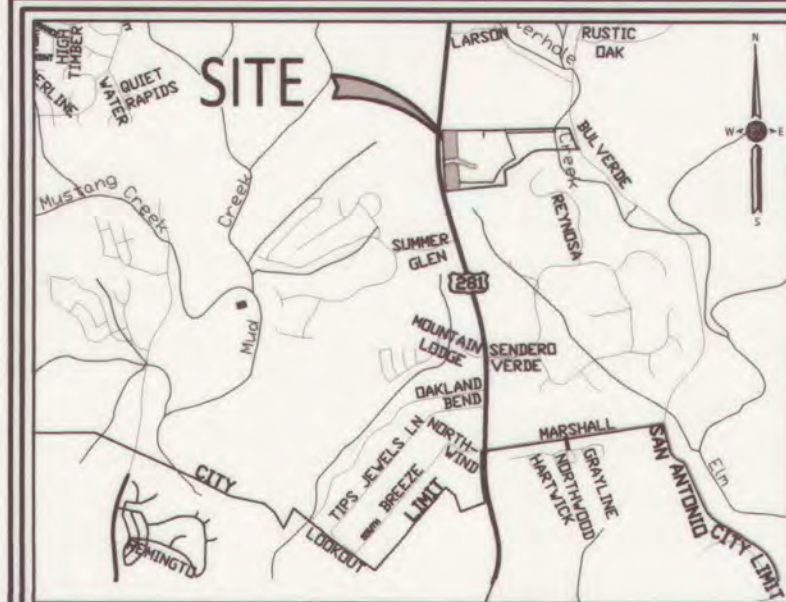 HIGH
TIMBER
QUIET
RAPIDS
WATER
ERLINE
SITE
LARSON
erhole
RUSTIC
OAK
N
W
E
S
Creek
BULVERDE
Mustang Creek
Creek
REYNOSA
SUMMER
GLEN
281
Mud
MOUNTAIN
LODGE
SENDERO
VERDE
OAKLAND
BEND
MARSHALL
NORTH
WIND
CITY
TIPS JEWELS LN
BREEZE
LIMIT
GRAYLINE
NORTHWOOD
HARTWICK
Elm
SAN ANTONIO CITY LIMIT
LOOKOUT
EMINGTO